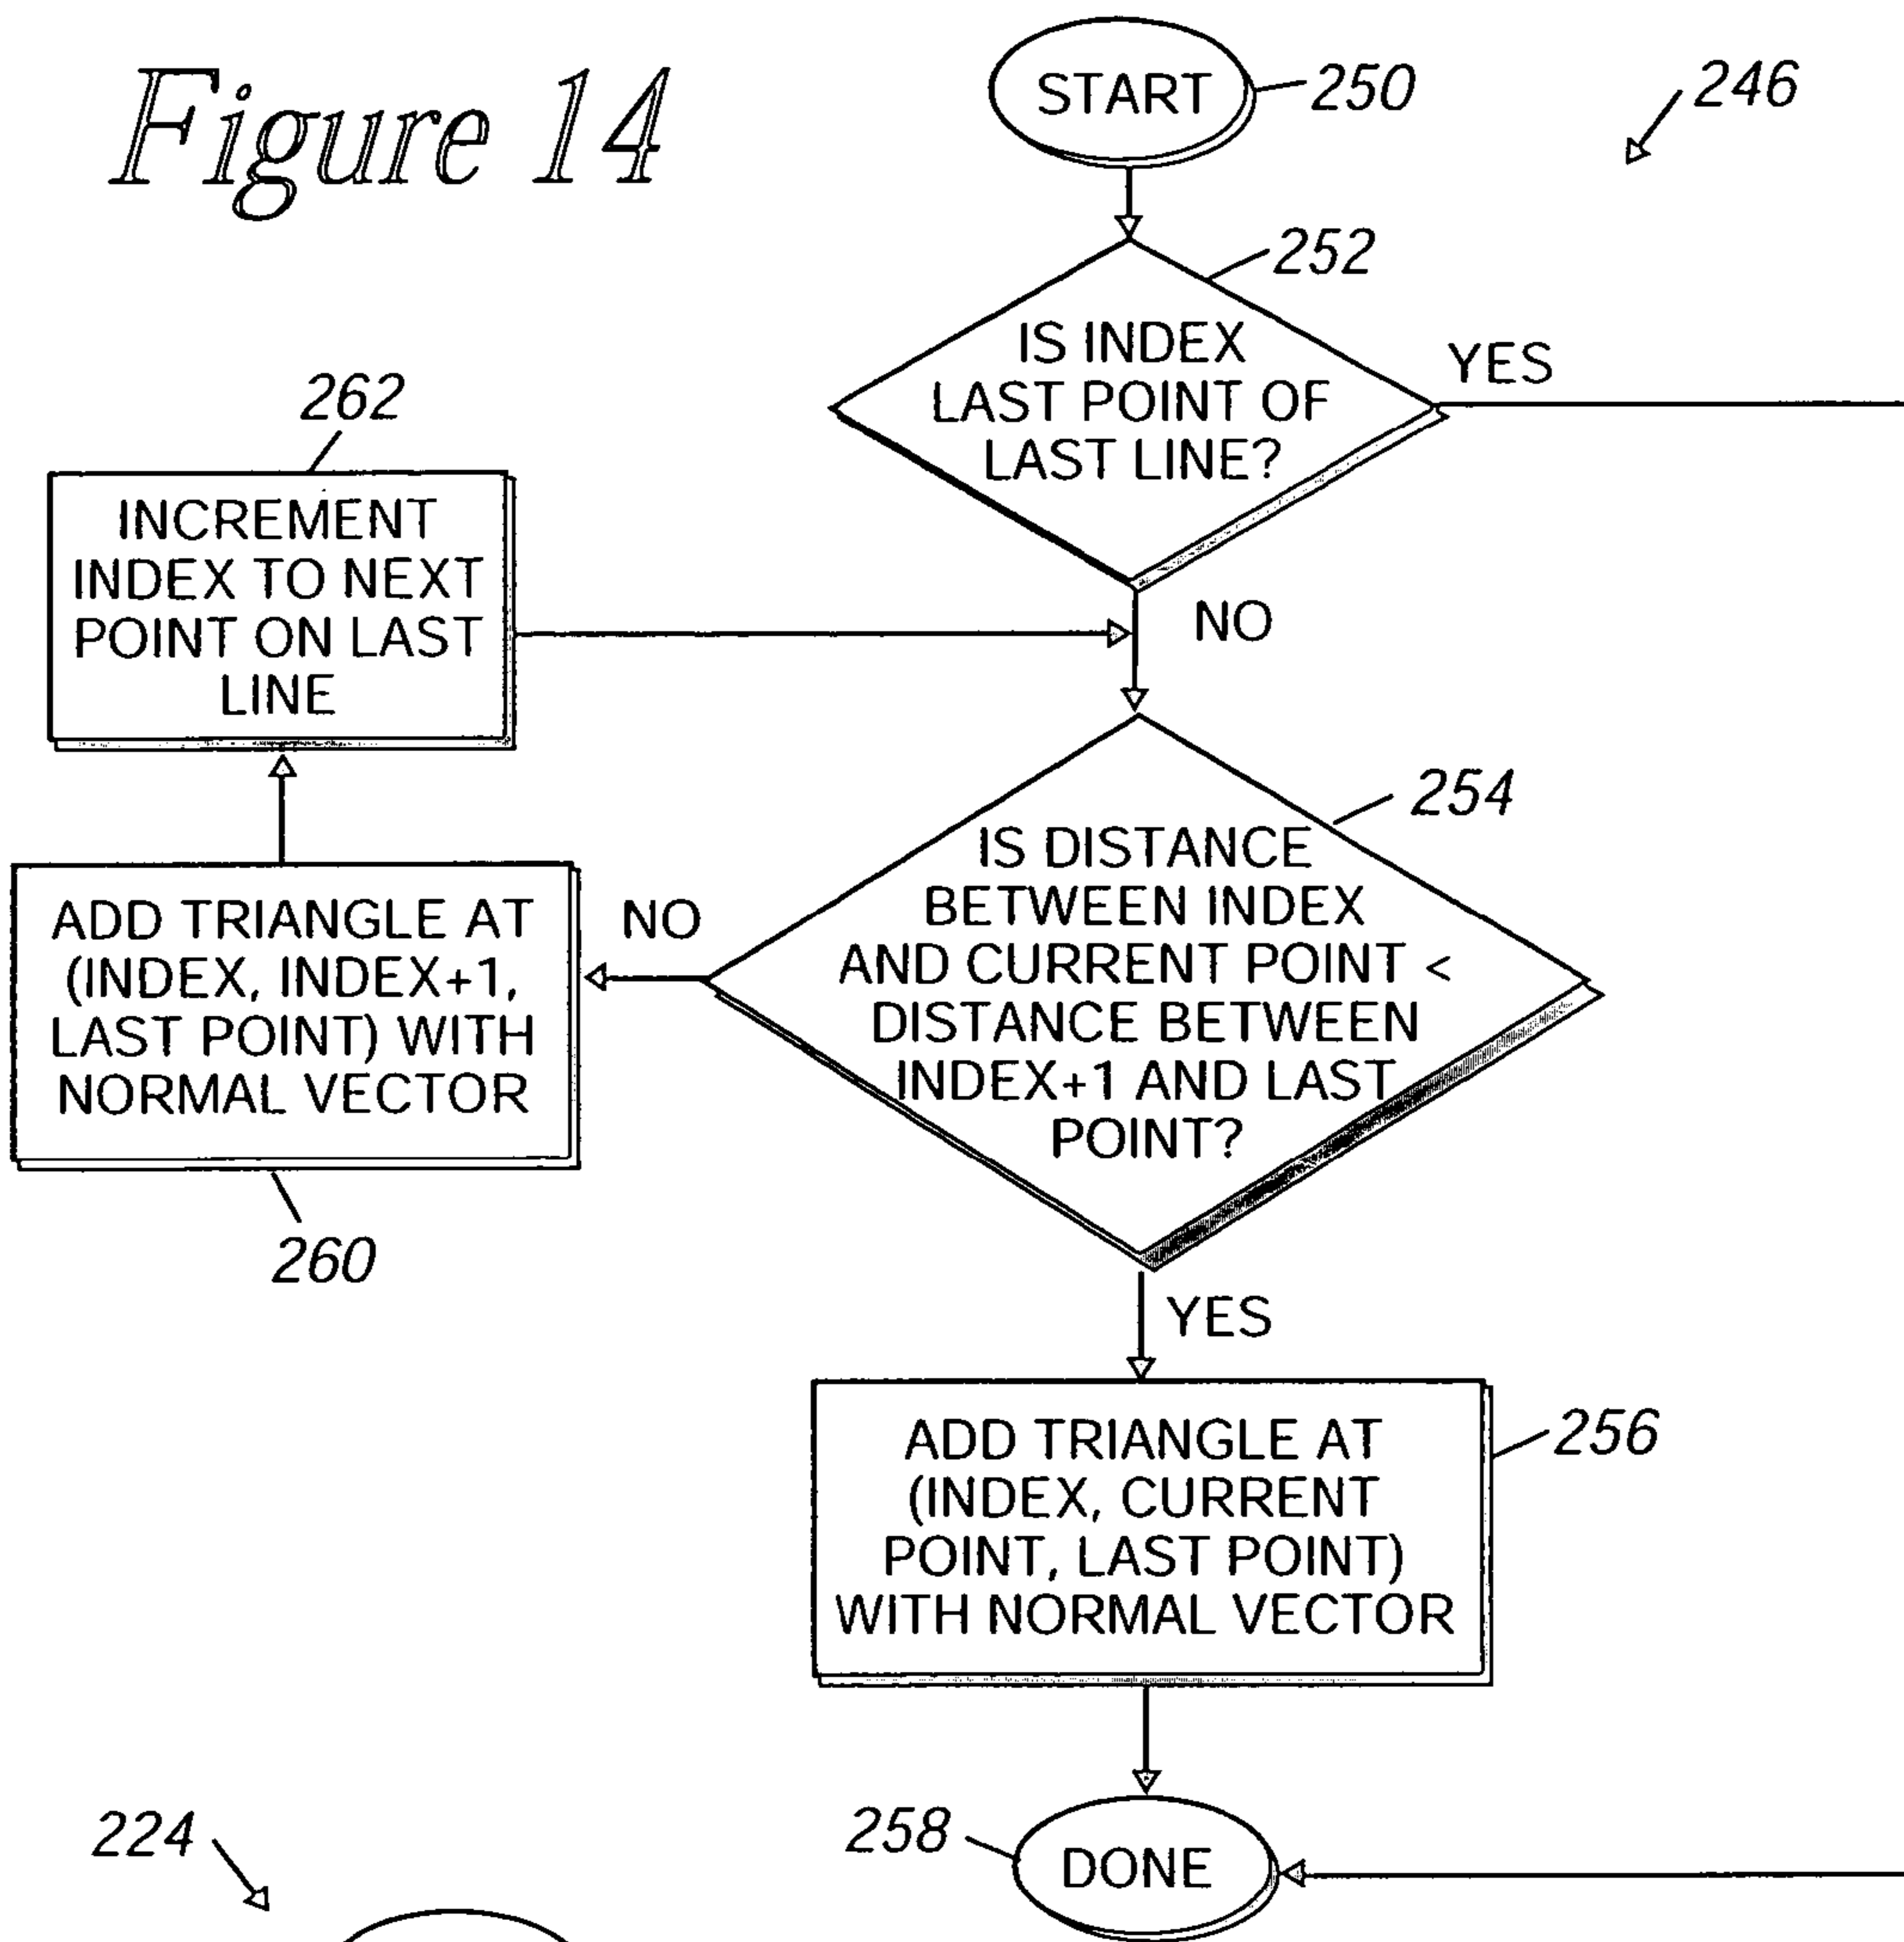 Figure 14
START
250
246
252
IS INDEX
LAST POINT OF
LAST LINE?
YES
262
INCREMENT
INDEX TO NEXT
POINT ON LAST
LINE
NO
254
IS DISTANCE
BETWEEN INDEX
AND CURRENT POINT <
DISTANCE BETWEEN
INDEX+1 AND LAST
POINT?
NO
ADD TRIANGLE AT
(INDEX, INDEX+1,
LAST POINT) WITH
NORMAL VECTOR
260
YES
ADD TRIANGLE AT
(INDEX, CURRENT
POINT, LAST POINT)
WITH NORMAL VECTOR
256
224
258
DONE